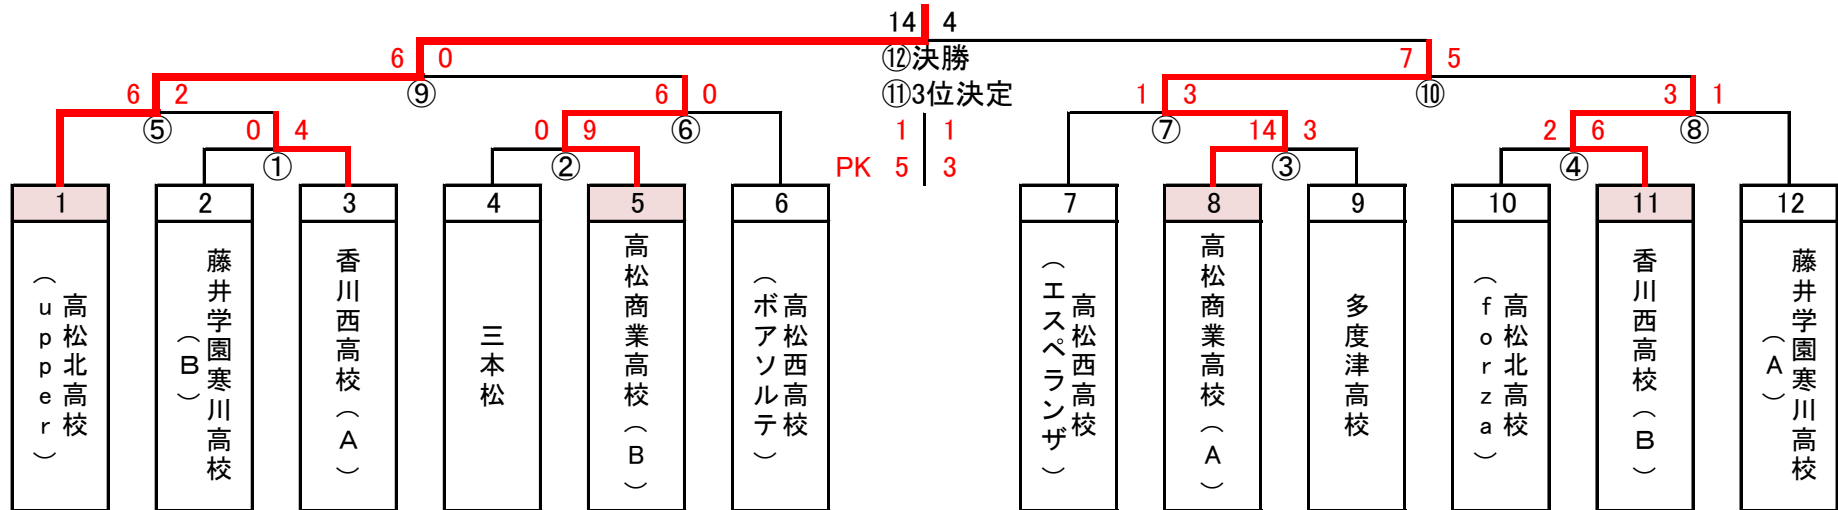 14 4
⑫決勝
6 0
7 5
⑨
⑪3位決定
⑩
6 2
6 0
1 3
3 1
⑤
⑥
⑦
⑧
0 4
0 9
1 1
14 3
2 6
①
②
PK 5 3
③
④
1
2
3
4
5
6
7
8
9
10
11
12
高松北高校
（upper）
藤井学園寒川高校
（B）
香川西高校（A）
三本松
高松商業高校（B）
高松西高校
（ボアソルテ）
高松西高校
（エスペランザ）
高松商業高校（A）
多度津高校
高松北高校
（forza）
香川西高校（B）
藤井学園寒川高校
（A）